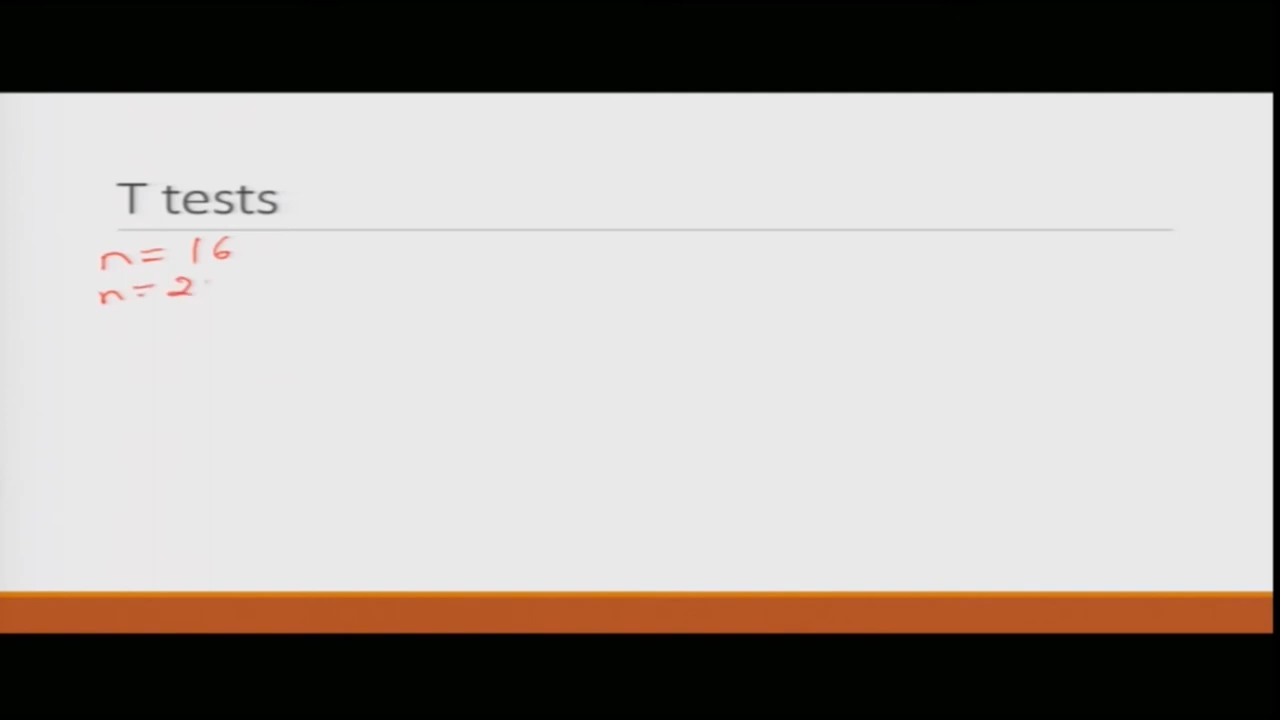 T tests
n = 16
n = 2